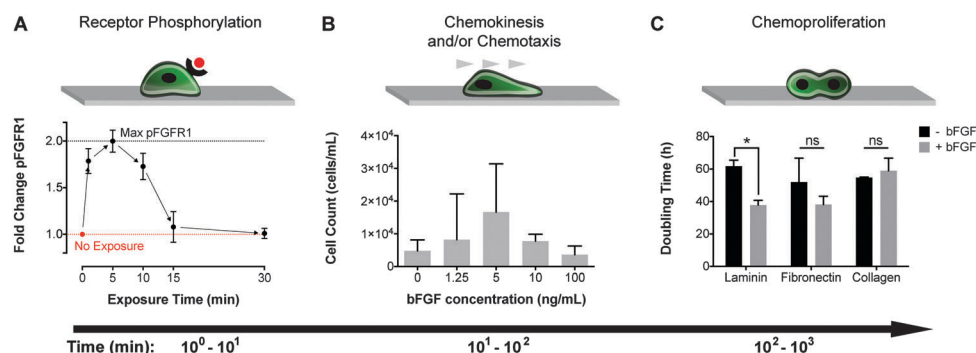 A
Receptor Phosphorylation
Fold Change pFGFR1
2.0
1.0
Max pFGFR1
No Exposure
0
5
10
15
30
Exposure Time (min)
B
Chemokinesis
and/or Chemotaxis
Cell Count (cells/mL)
4×10⁴
3×10⁴
2×10⁴
1×10⁴
0
0
1.25
5
10
100
bFGF concentration (ng/mL)
C
Chemoproliferation
- bFGF
+ bFGF
Doubling Time (h)
80
60
40
20
0
*
ns
ns
Laminin
Fibronectin
Collagen
Time (min):
10⁰ - 10¹
10¹ - 10²
10² - 10³